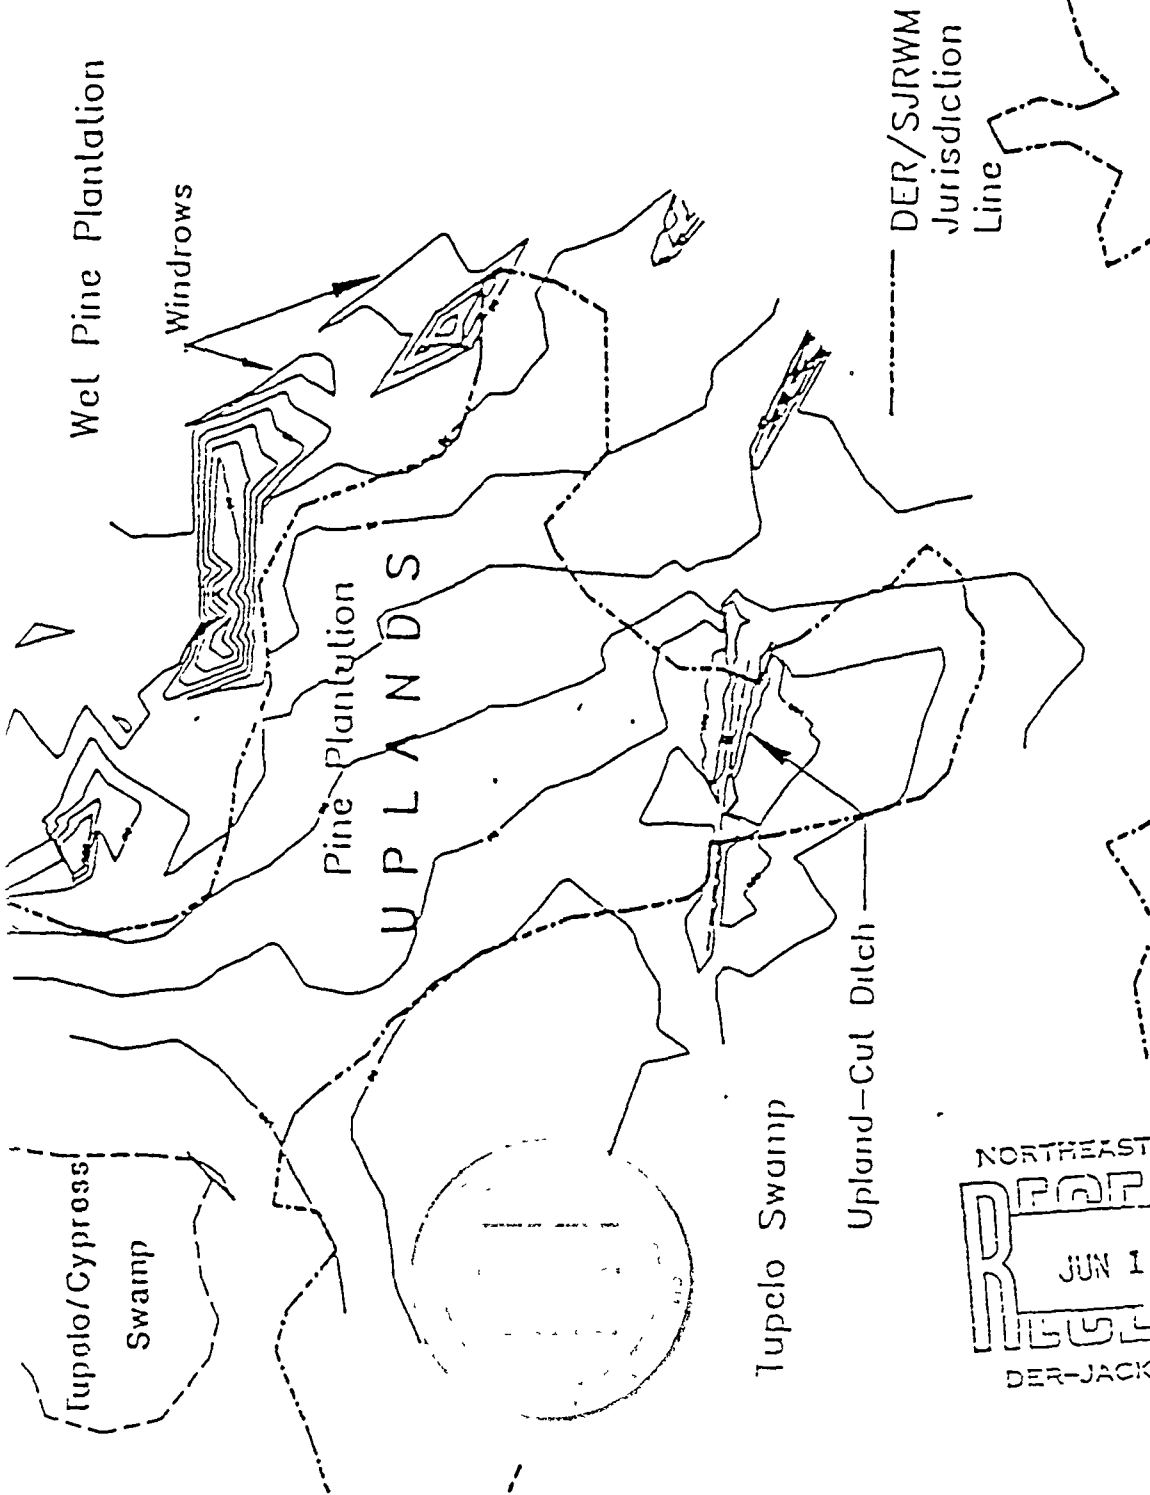 Wet Pine Plantation
Windrows
Pine Plantation
UPLANDS
Tupalo/Cypress
Swamp
Tupelo Swamp
Upland-Cut Ditch
DER/SJRWM
Jurisdiction
Line
NORTHEAST
JUN 1
DER-JACK